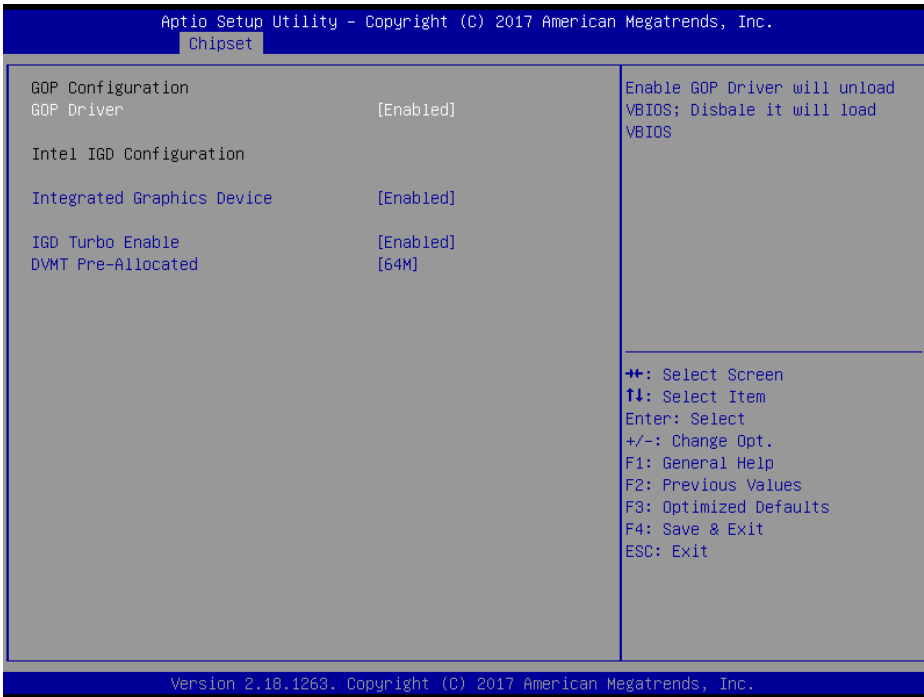 Aptio Setup Utility – Copyright (C) 2017 American Megatrends, Inc.
Chipset
GOP Configuration
GOP Driver [Enabled]
Intel IGD Configuration
Integrated Graphics Device [Enabled]
IGD Turbo Enable [Enabled]
DVMT Pre-Allocated [64M]
Enable GOP Driver will unload
VBIOS; Disbale it will load
VBIOS
→←: Select Screen
↑↓: Select Item
Enter: Select
+/-: Change Opt.
F1: General Help
F2: Previous Values
F3: Optimized Defaults
F4: Save & Exit
ESC: Exit
Version 2.18.1263. Copyright (C) 2017 American Megatrends, Inc.